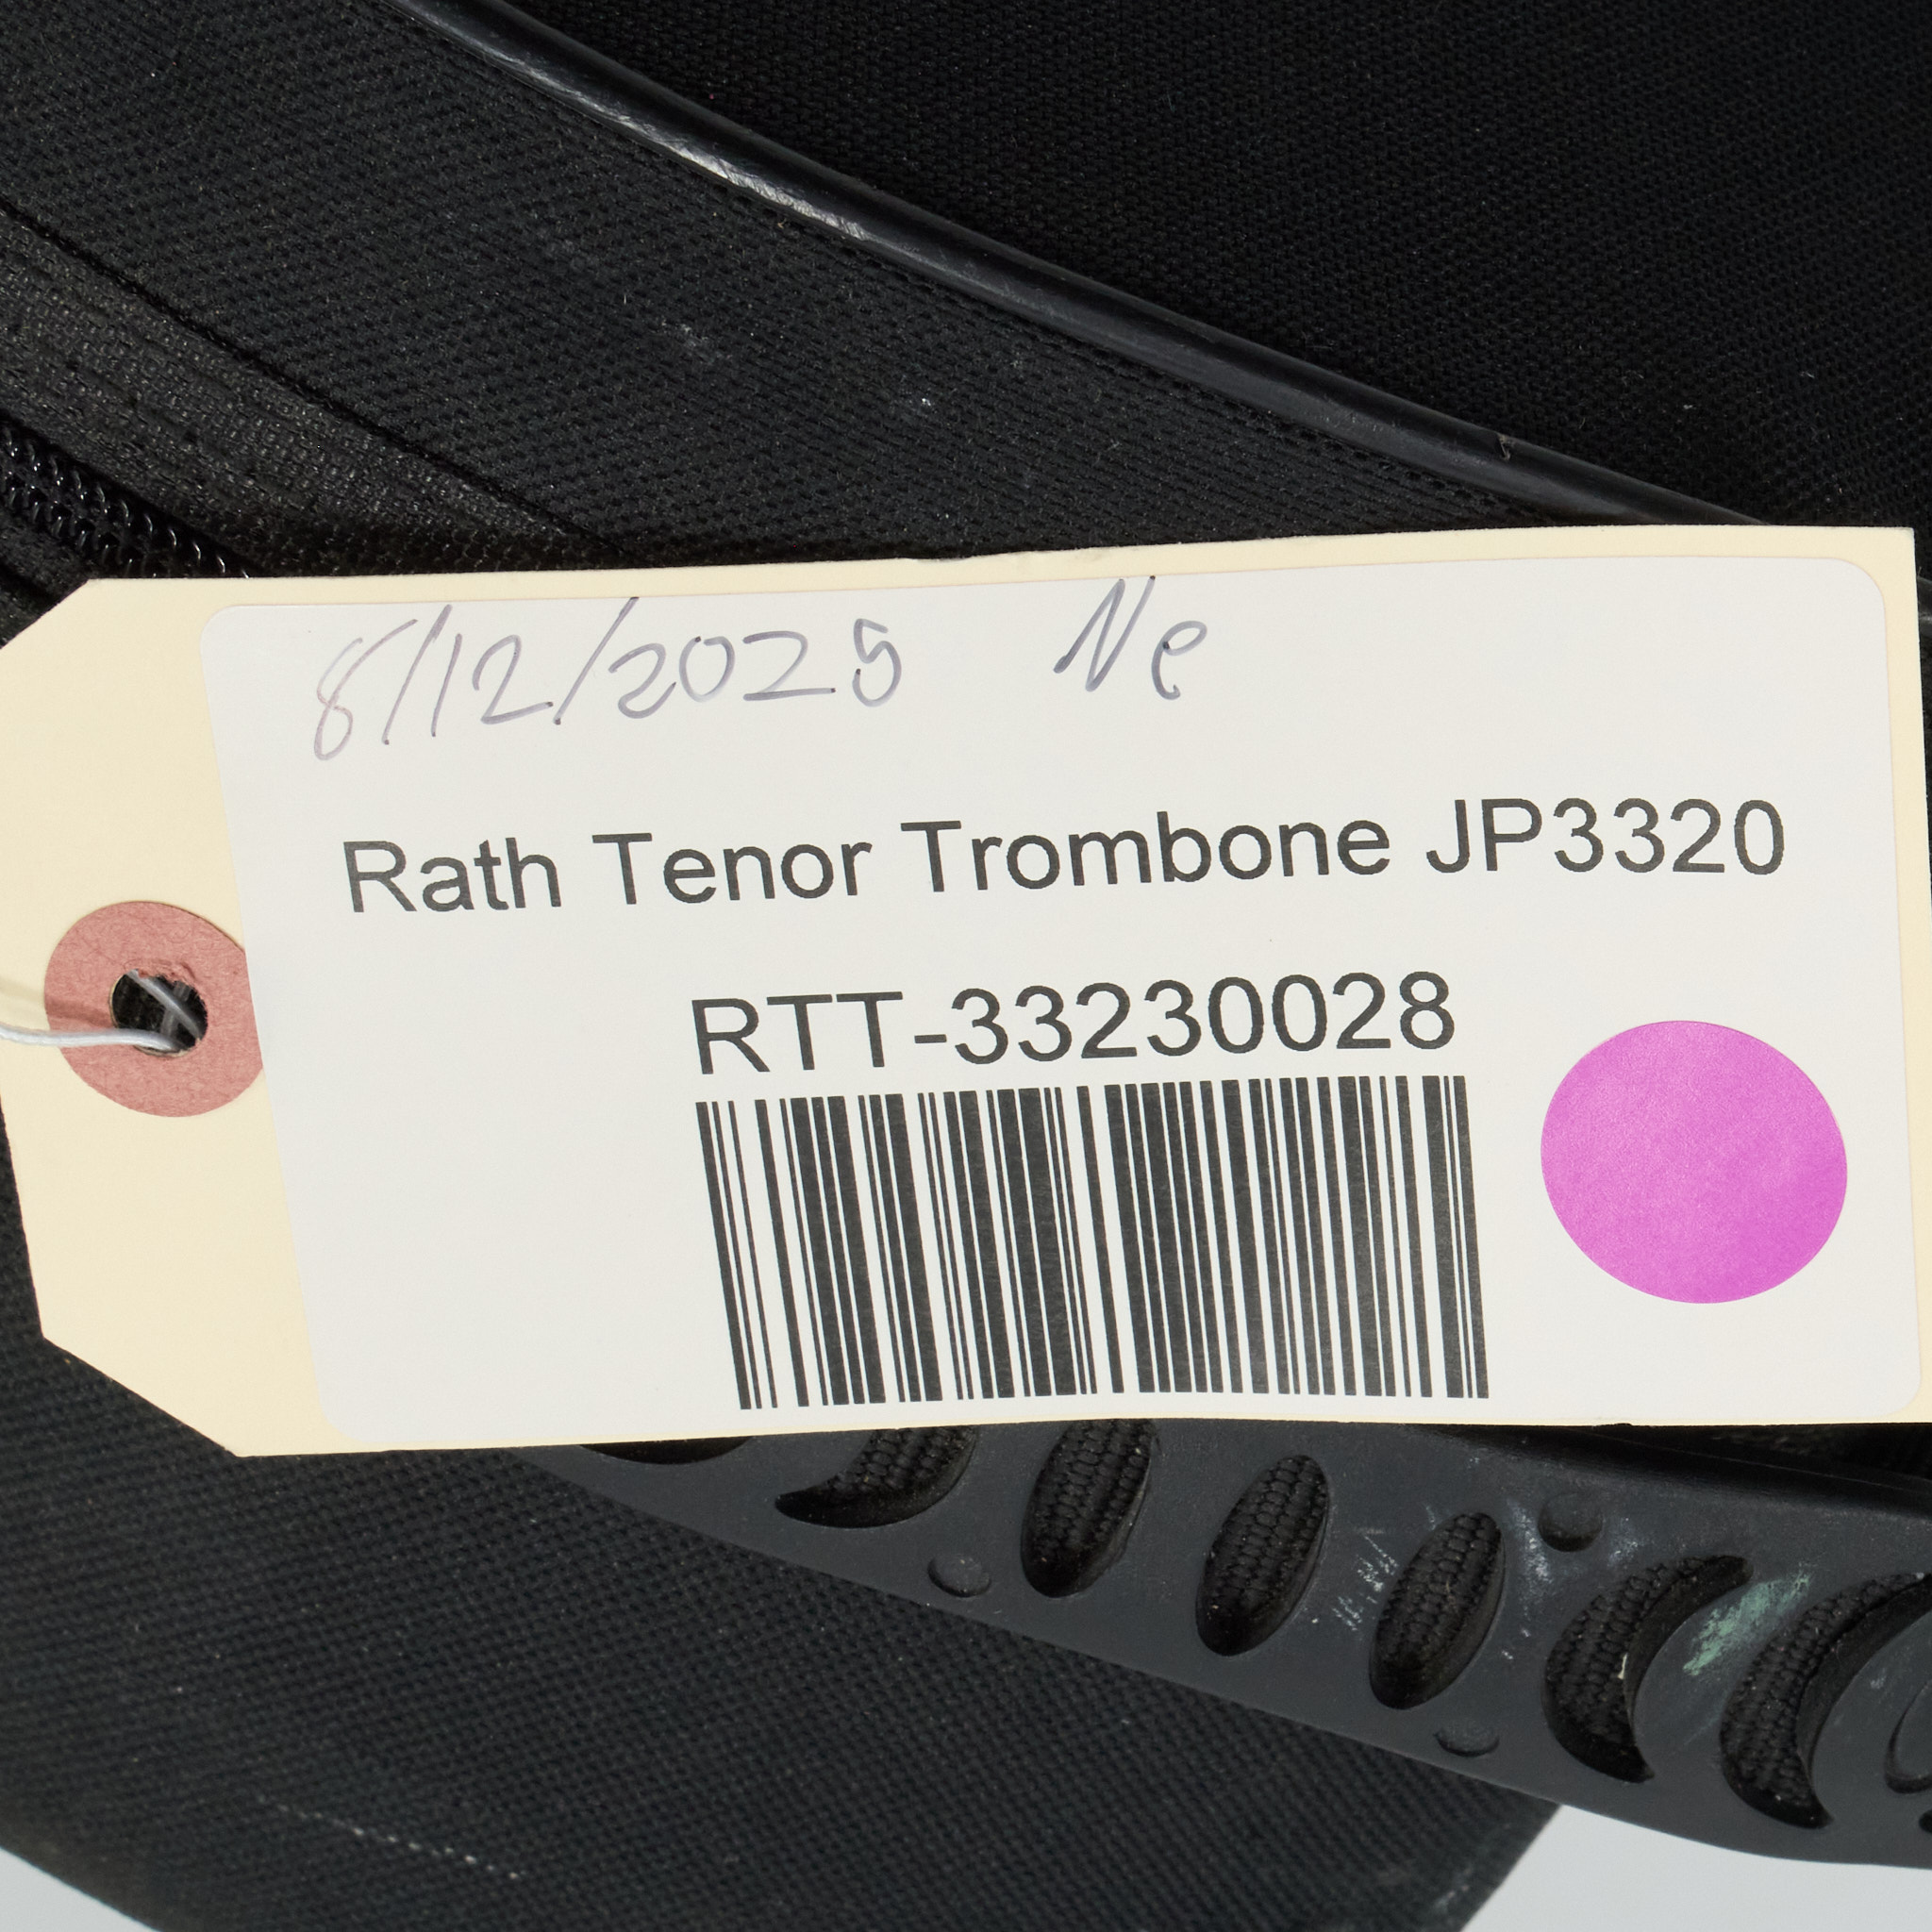 8/12/2025 Ne
Rath Tenor Trombone JP3320
RTT-33230028